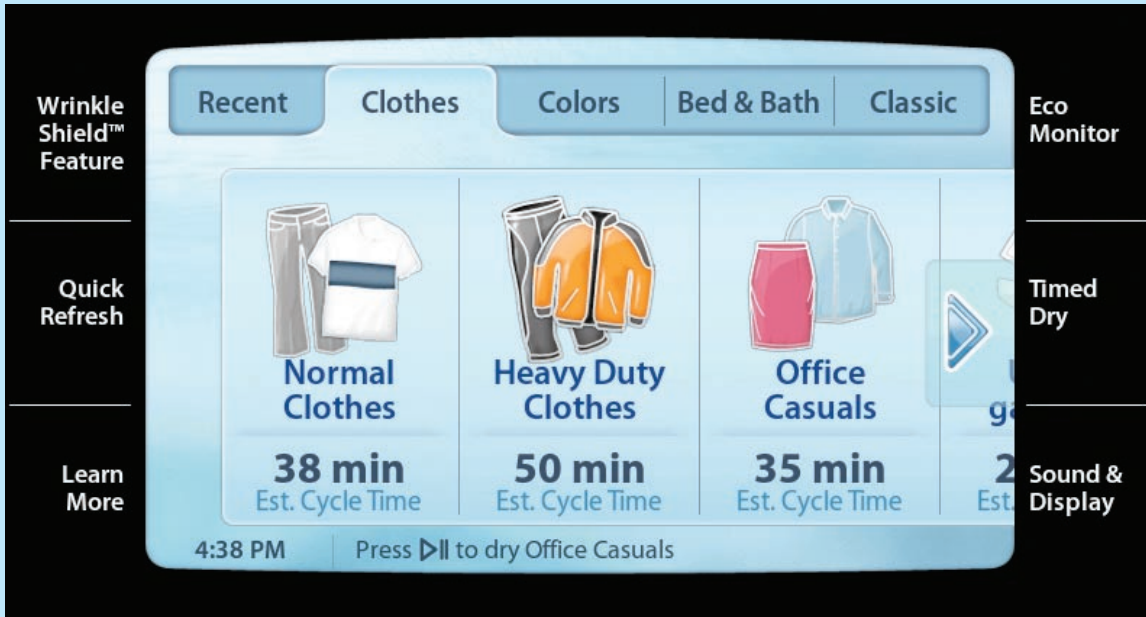 Wrinkle
Shield™
Feature
Quick
Refresh
Learn
More
Recent
Clothes
Colors
Bed & Bath
Classic
Normal
Clothes
38 min
Est. Cycle Time
Heavy Duty
Clothes
50 min
Est. Cycle Time
Office
Casuals
35 min
Est. Cycle Time
2
Est.
4:38 PM
Press ▷|| to dry Office Casuals
Eco
Monitor
Timed
Dry
Sound &
Display